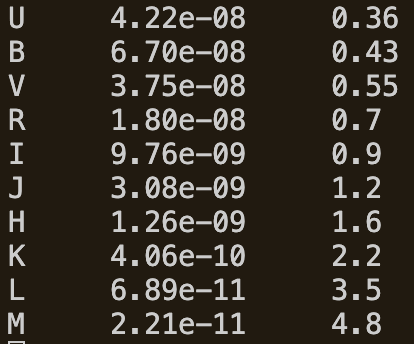 U 4.22e-08 0.36
B 6.70e-08 0.43
V 3.75e-08 0.55
R 1.80e-08 0.7
I 9.76e-09 0.9
J 3.08e-09 1.2
H 1.26e-09 1.6
K 4.06e-10 2.2
L 6.89e-11 3.5
M 2.21e-11 4.8